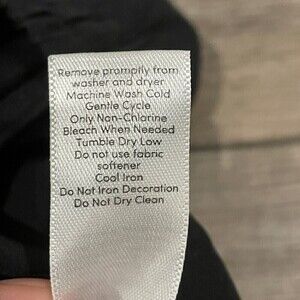 Remove promptly from
washer and dryer
Machine Wash Cold
Gentle Cycle
Only Non-Chlorine
Bleach When Needed
Tumble Dry Low
Do not use fabric
softener
Cool Iron
Do Not Iron Decoration
Do Not Dry Clean